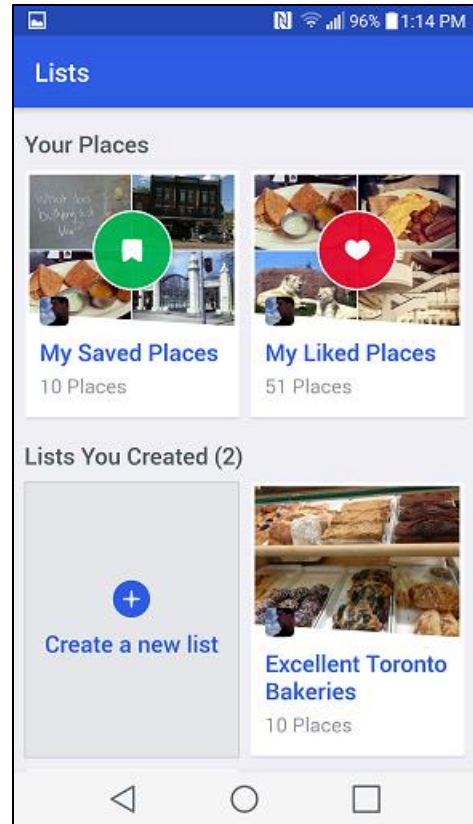 96% 1:14 PM
Lists
Your Places
My Saved Places
10 Places
My Liked Places
51 Places
Lists You Created (2)
Create a new list
Excellent Toronto
Bakeries
10 Places